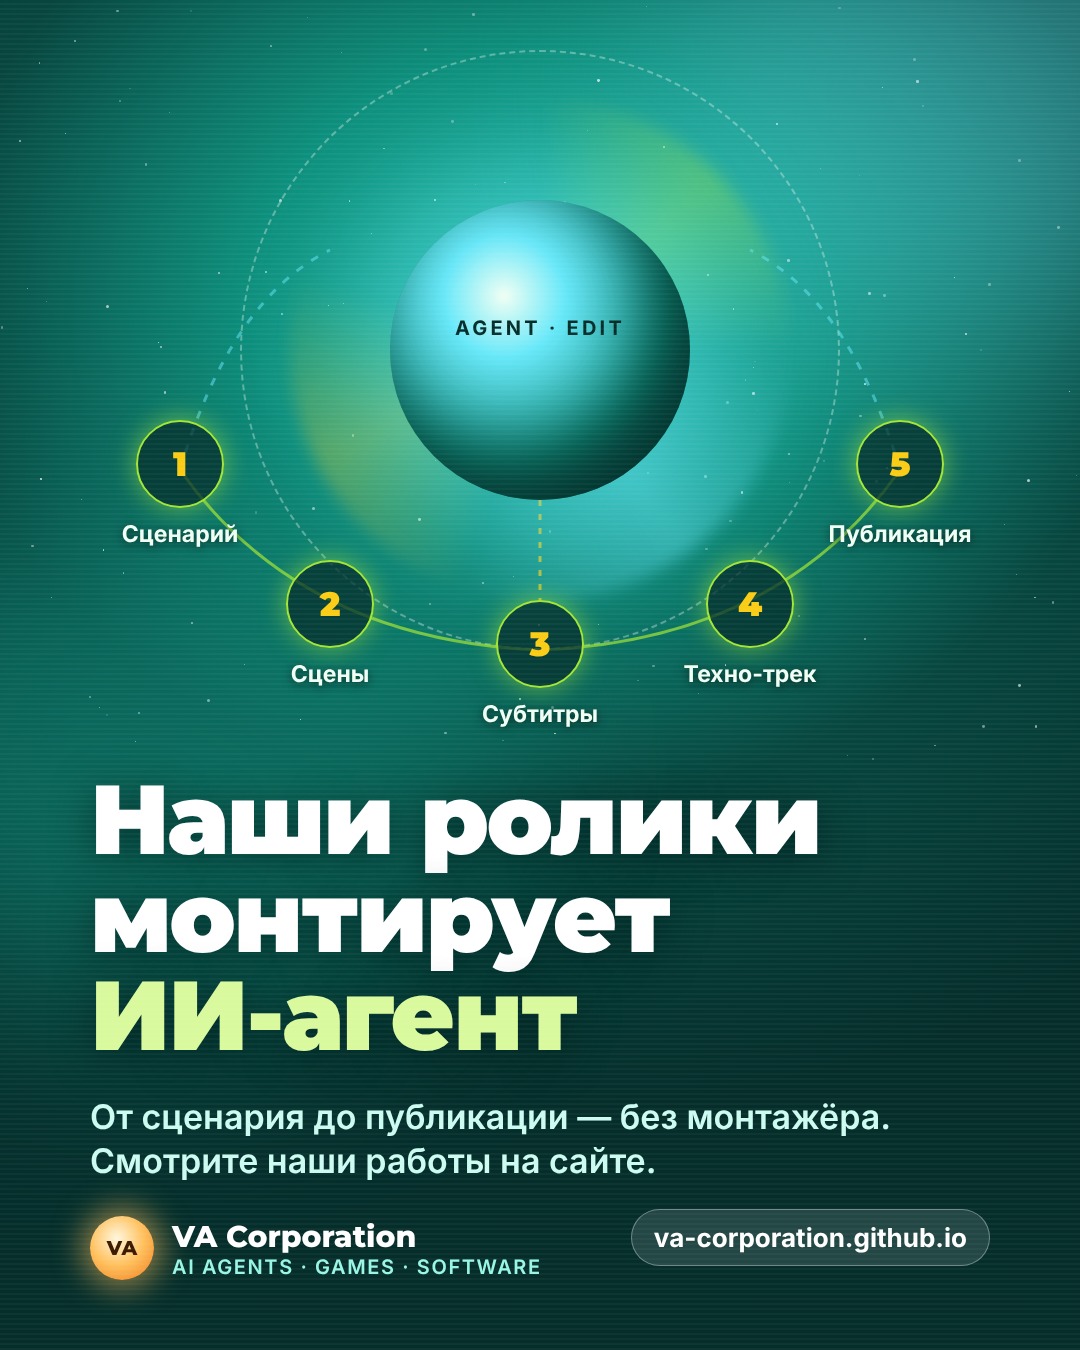 AGENT · EDIT
1
Сценарий
2
Сцены
3
Субтитры
4
Техно-трек
5
Публикация
Наши ролики
монтирует
ИИ-агент
От сценария до публикации — без монтажёра.
Смотрите наши работы на сайте.
VA
VA Corporation
AI AGENTS · GAMES · SOFTWARE
va-corporation.github.io